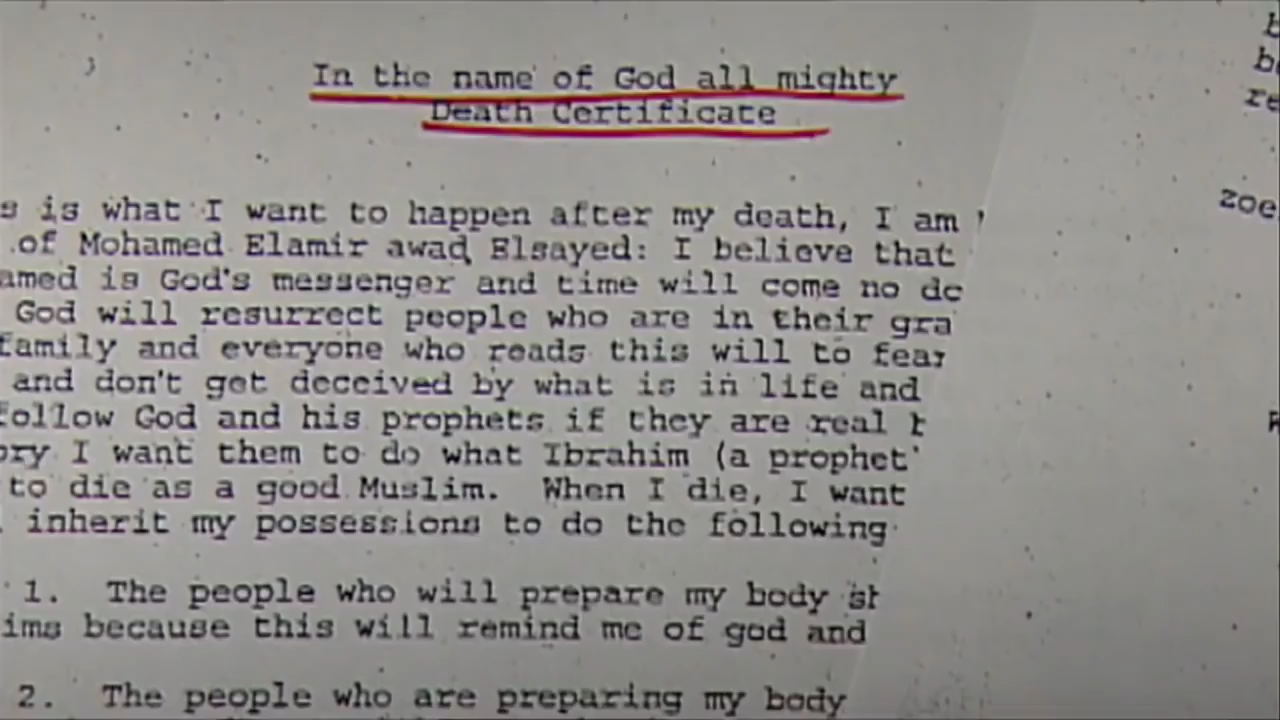 In the name of God all mighty
Death Certificate
s is what I want to happen after my death, I am
of Mohamed Elamir awad Elsayed: I believe that
amed is God's messenger and time will come no dc
God will resurrect people who are in their gra
family and everyone who reads this will to fear
and don't get deceived by what is in life and
follow God and his prophets if they are real
ory I want them to do what Ibrahim (a prophet
to die as a good Muslim. When I die, I want
inherit my possessions to do the following
1. The people who will prepare my body
ims because this will remind me of god and
2. The people who are preparing my body
zoe